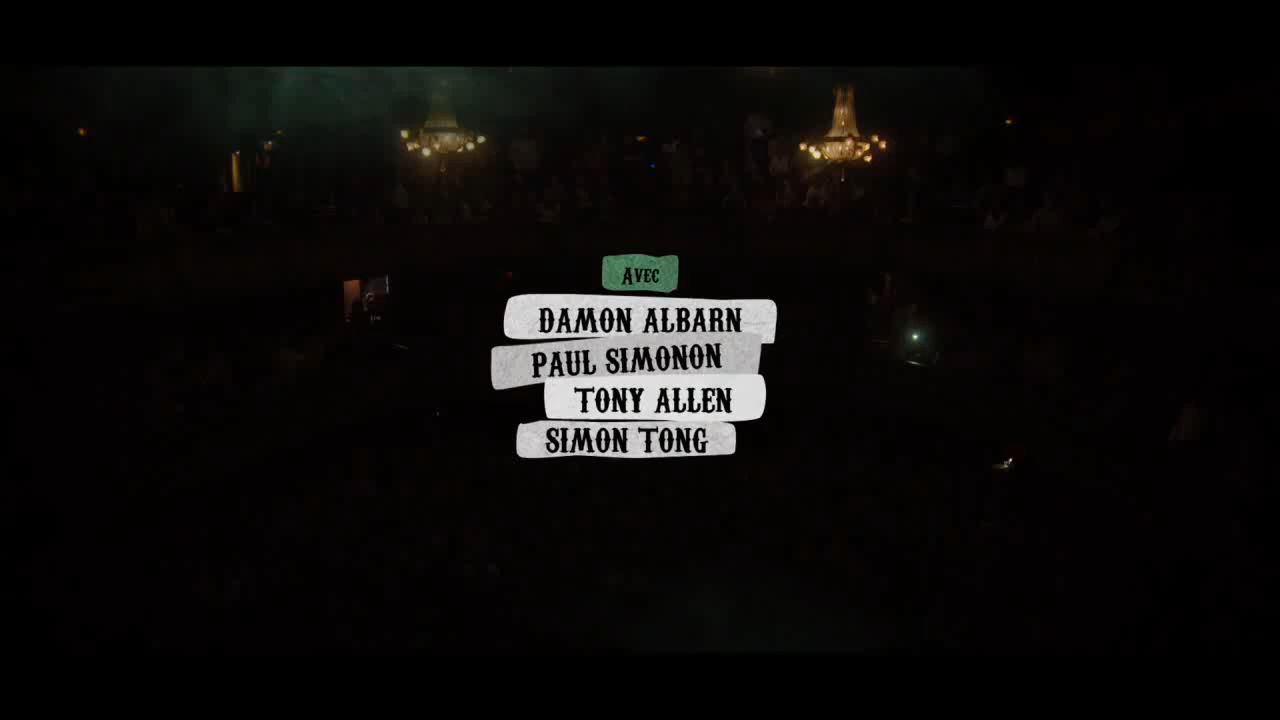 Avec
DAMON ALBARN
PAUL SIMONON
TONY ALLEN
SIMON TONG